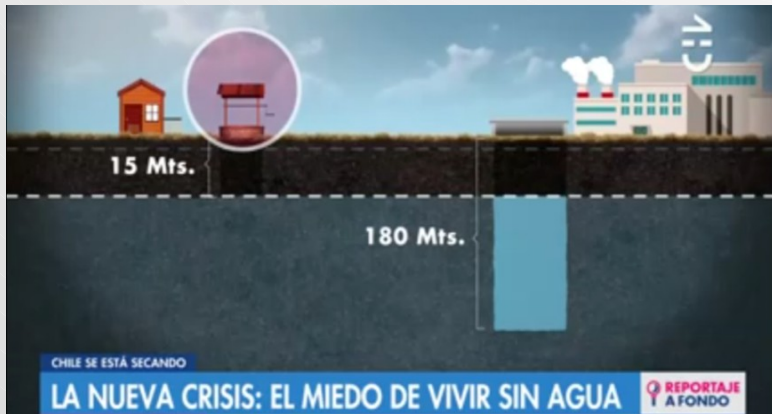 CHV
15 Mts.
180 Mts.
CHILE SE ESTÁ SECANDO
LA NUEVA CRISIS: EL MIEDO DE VIVIR SIN AGUA
REPORTAJE
A FONDO